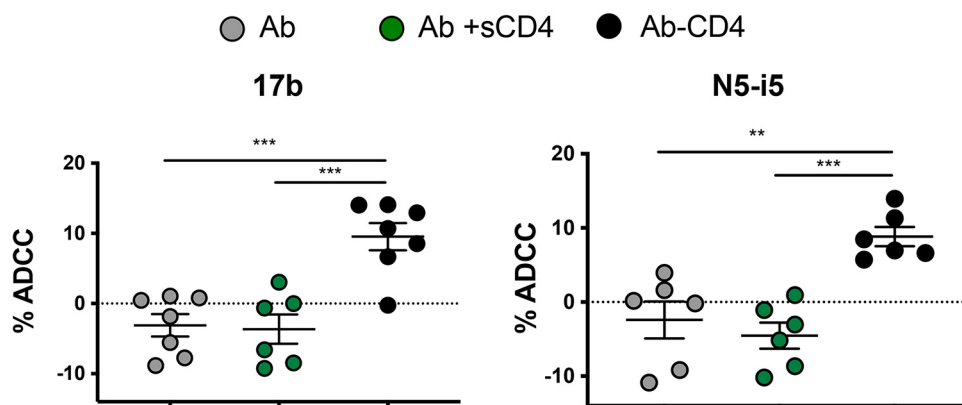 Ab Ab +sCD4 Ab-CD4
17b
N5-i5
***
***
20
10
0
-10
% ADCC
**
***
20
10
0
-10
% ADCC